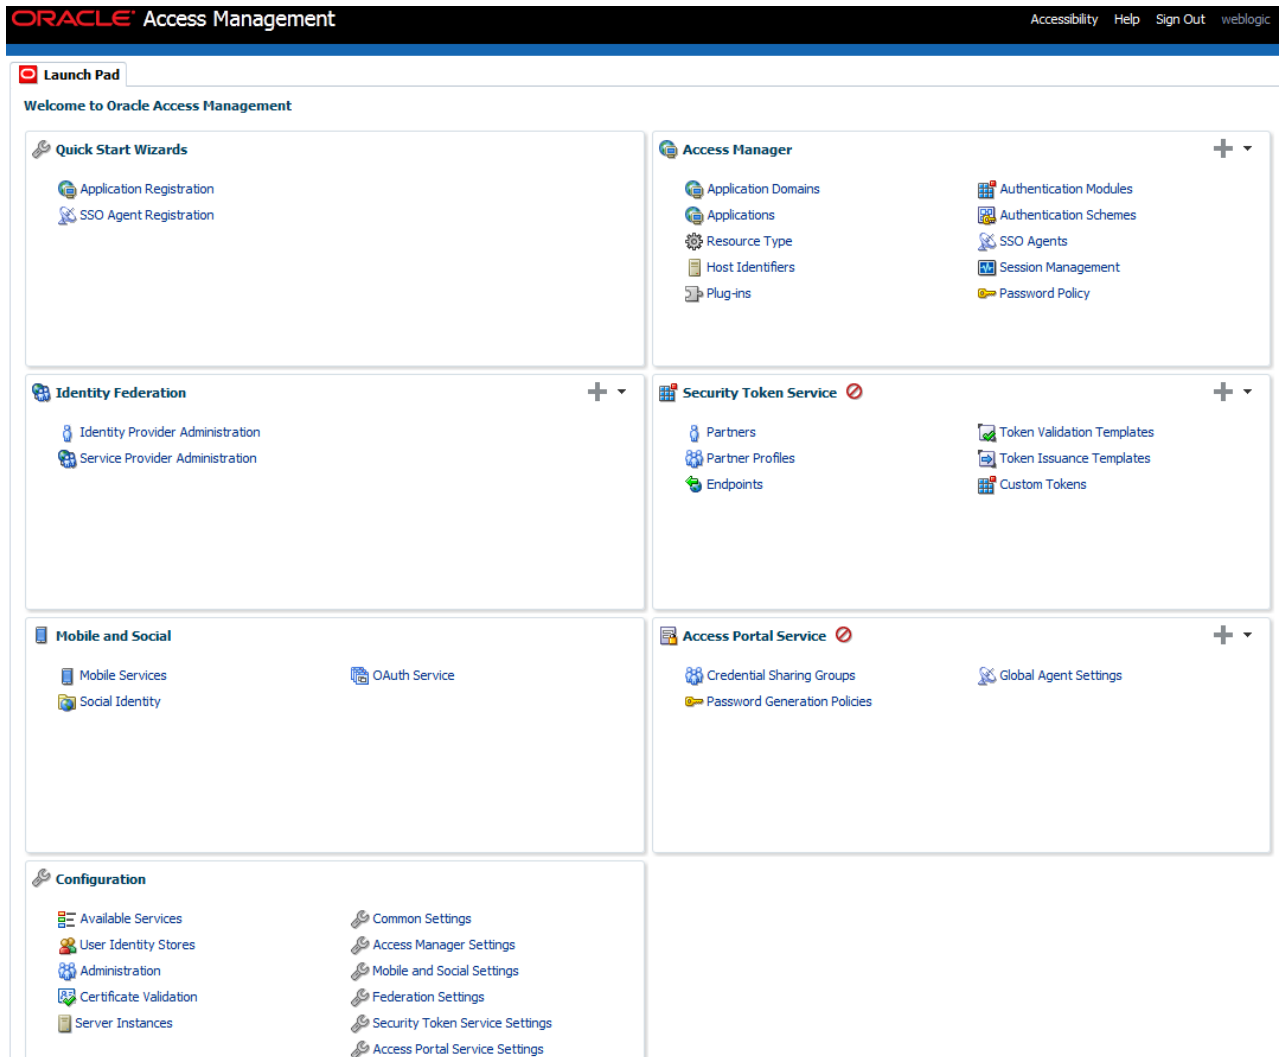 ORACLE® Access Management
Accessibility Help Sign Out weblogic
Launch Pad
Welcome to Oracle Access Management
Quick Start Wizards
Application Registration
SSO Agent Registration
Access Manager
Application Domains
Applications
Resource Type
Host Identifiers
Plug-ins
Authentication Modules
Authentication Schemes
SSO Agents
Session Management
Password Policy
Identity Federation
Identity Provider Administration
Service Provider Administration
Security Token Service
Partners
Partner Profiles
Endpoints
Token Validation Templates
Token Issuance Templates
Custom Tokens
Mobile and Social
Mobile Services
Social Identity
OAuth Service
Access Portal Service
Credential Sharing Groups
Password Generation Policies
Global Agent Settings
Configuration
Available Services
User Identity Stores
Administration
Certificate Validation
Server Instances
Common Settings
Access Manager Settings
Mobile and Social Settings
Federation Settings
Security Token Service Settings
Access Portal Service Settings